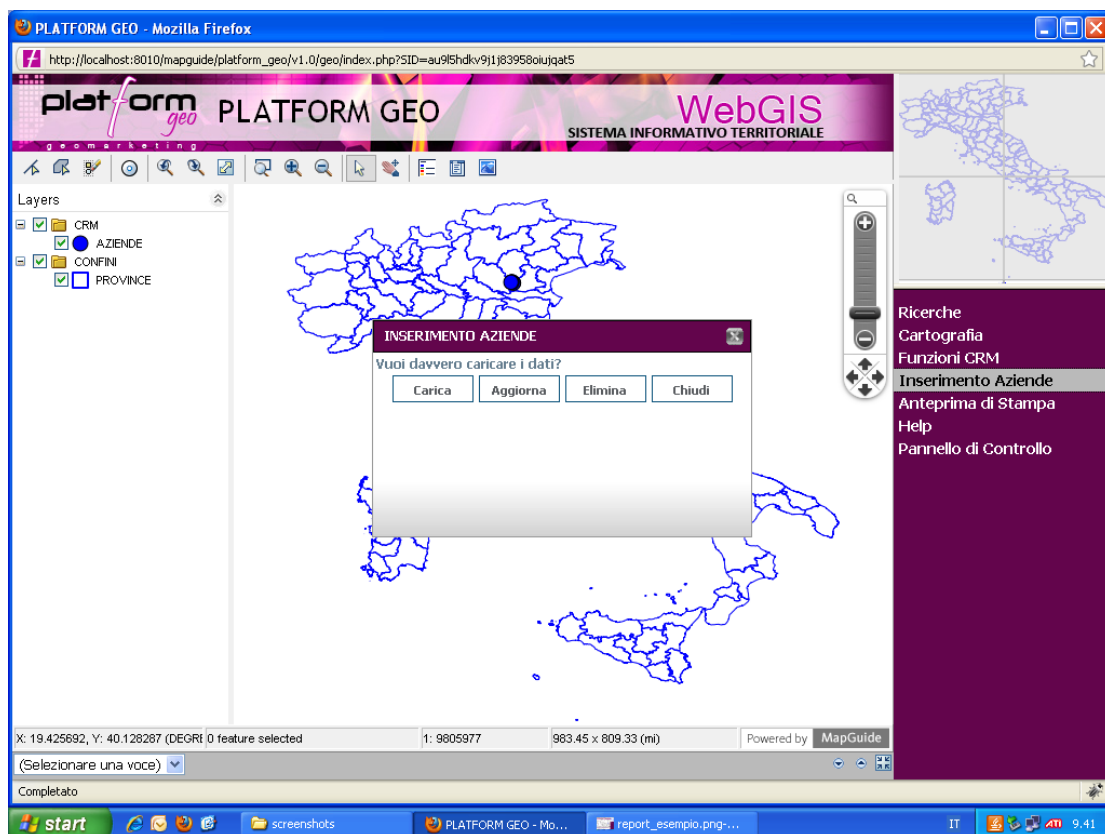 PLATFORM GEO - Mozilla Firefox
http://localhost:8010/mapguide/platform_geo/v1.0/geo/index.php?SID=au9l5hdkv9j1j83958oiujqat5
platform geo
geomarketing
PLATFORM GEO
WebGIS
SISTEMA INFORMATIVO TERRITORIALE
Layers
CRM
AZIENDE
CONFINI
PROVINCE
INSERIMENTO AZIENDE
Vuoi davvero caricare i dati?
Carica Aggiorna Elimina Chiudi
Ricerche
Cartografia
Funzioni CRM
Inserimento Aziende
Anteprima di Stampa
Help
Pannello di Controllo
X: 19.425692, Y: 40.128287 (DEGRE 0 feature selected 1: 9805977 983.45 x 809.33 (mi) Powered by MapGuide
(Selezionare una voce)
Completato
start screenshots PLATFORM GEO - Mo... report_esempio.png-... IT ATI 9.41